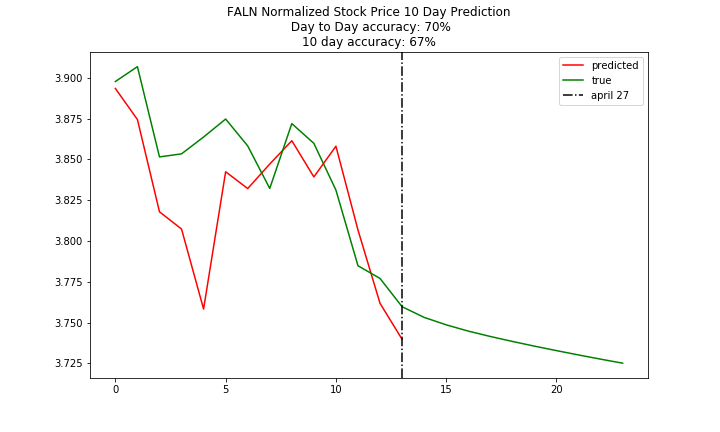 FALN Normalized Stock Price 10 Day Prediction
Day to Day accuracy: 70%
10 day accuracy: 67%
predicted
true
april 27
3.900
3.875
3.850
3.825
3.800
3.775
3.750
3.725
0 5 10 15 20